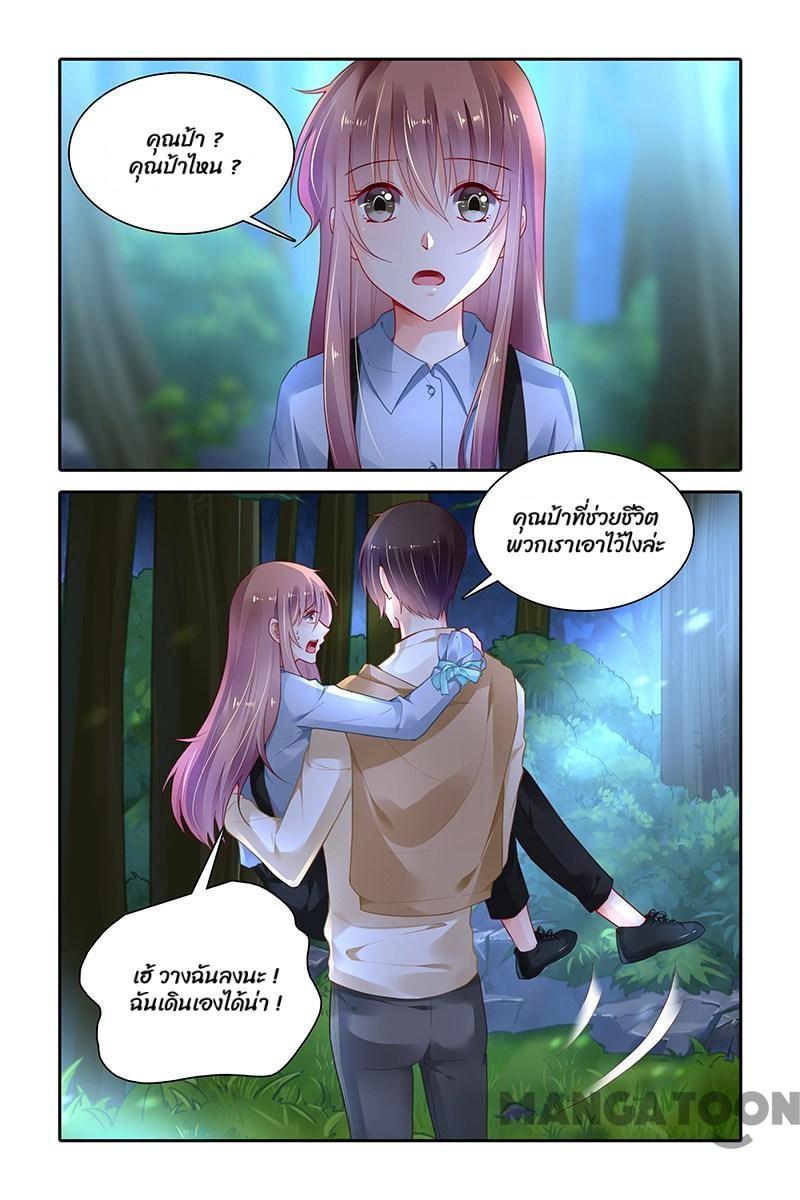 คุณป้า ?
คุณป้าไหน ?
คุณป้าที่ช่วยชีวิต
พวกเราเอาไว้ไงล่ะ
เฮ้ วางฉันลงนะ !
ฉันเดินเองได้น่า !
MANGATOON